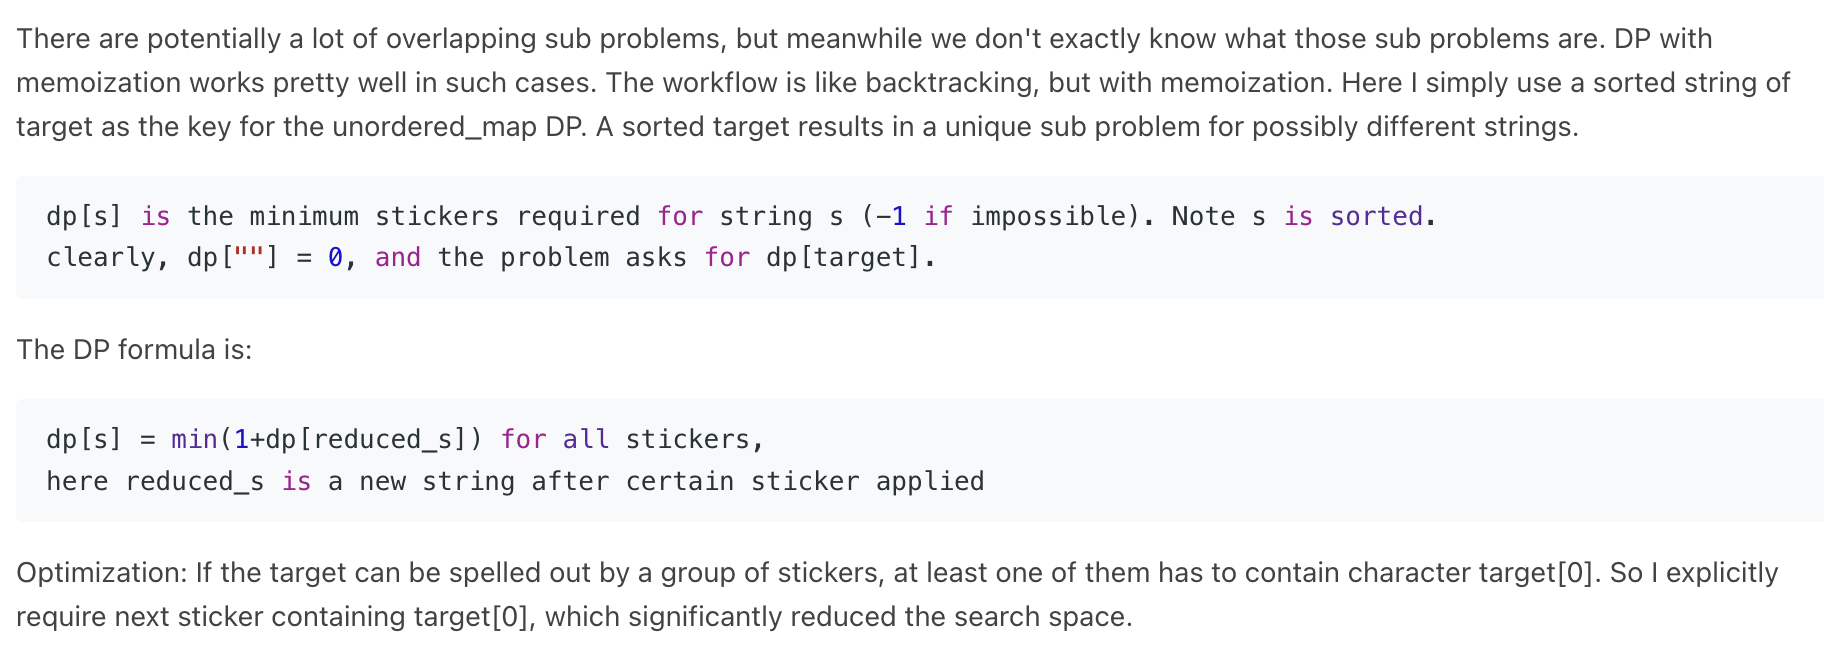 There are potentially a lot of overlapping sub problems, but meanwhile we don't exactly know what those sub problems are. DP with
memoization works pretty well in such cases. The workflow is like backtracking, but with memoization. Here I simply use a sorted string of
target as the key for the unordered_map DP. A sorted target results in a unique sub problem for possibly different strings.
dp[s] is the minimum stickers required for string s (-1 if impossible). Note s is sorted.
clearly, dp[""] = 0, and the problem asks for dp[target].
The DP formula is:
dp[s] = min(1+dp[reduced_s]) for all stickers,
here reduced_s is a new string after certain sticker applied
Optimization: If the target can be spelled out by a group of stickers, at least one of them has to contain character target[0]. So I explicitly
require next sticker containing target[0], which significantly reduced the search space.